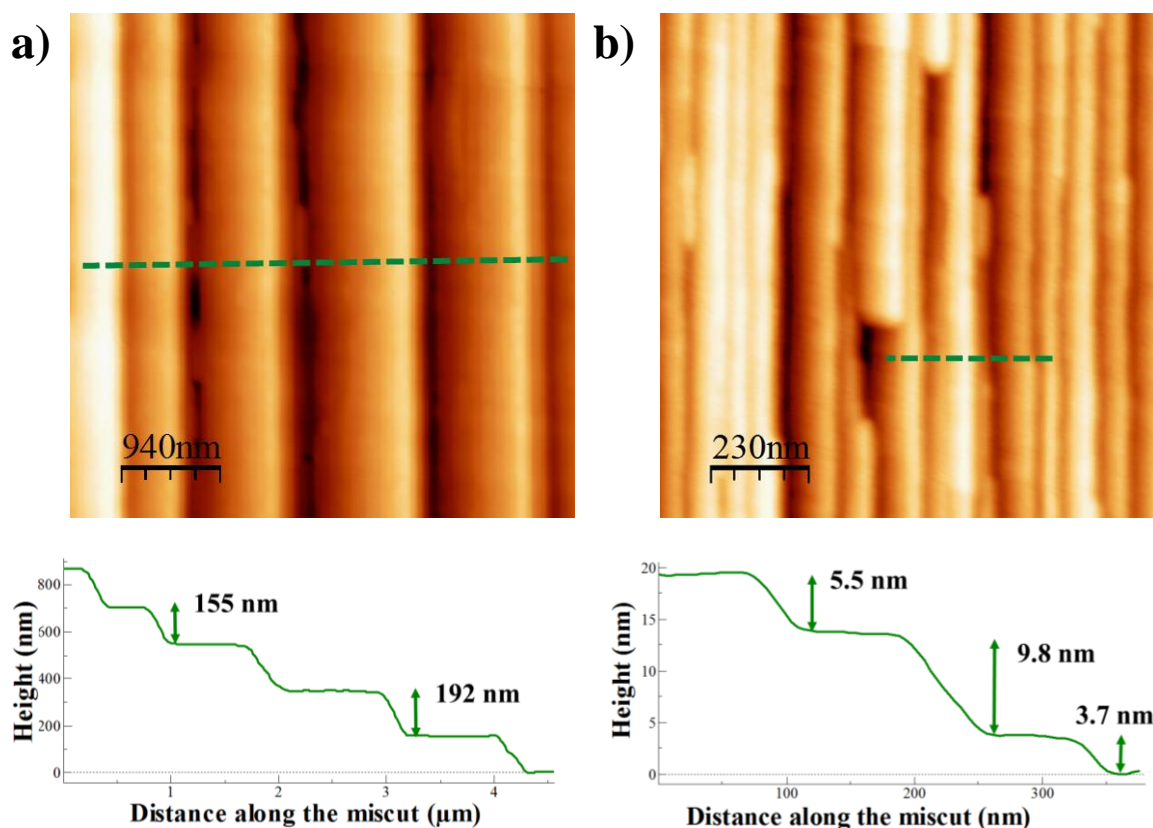 a)
940nm
b)
230nm
Height (nm)
800
600
400
200
0
155 nm
192 nm
1
2
3
4
Distance along the miscut (µm)
Height (nm)
20
15
10
5
0
5.5 nm
9.8 nm
3.7 nm
100
200
300
Distance along the miscut (nm)